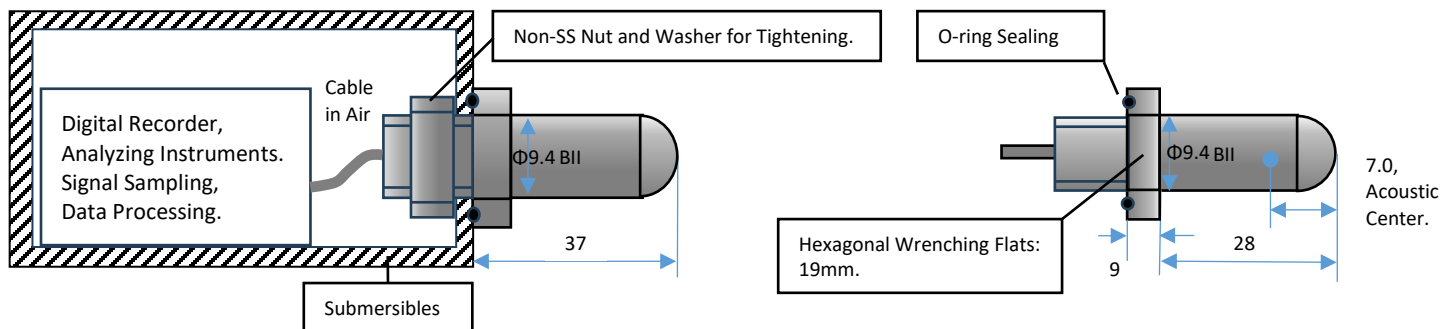 Non-SS Nut and Washer for Tightening.
O-ring Sealing
Cable
in Air
Digital Recorder,
Analyzing Instruments.
Signal Sampling,
Data Processing.
Φ9.4 BII
Φ9.4 BII
7.0,
Acoustic
Center.
Hexagonal Wrenching Flats:
19mm.
37
28
9
Submersibles